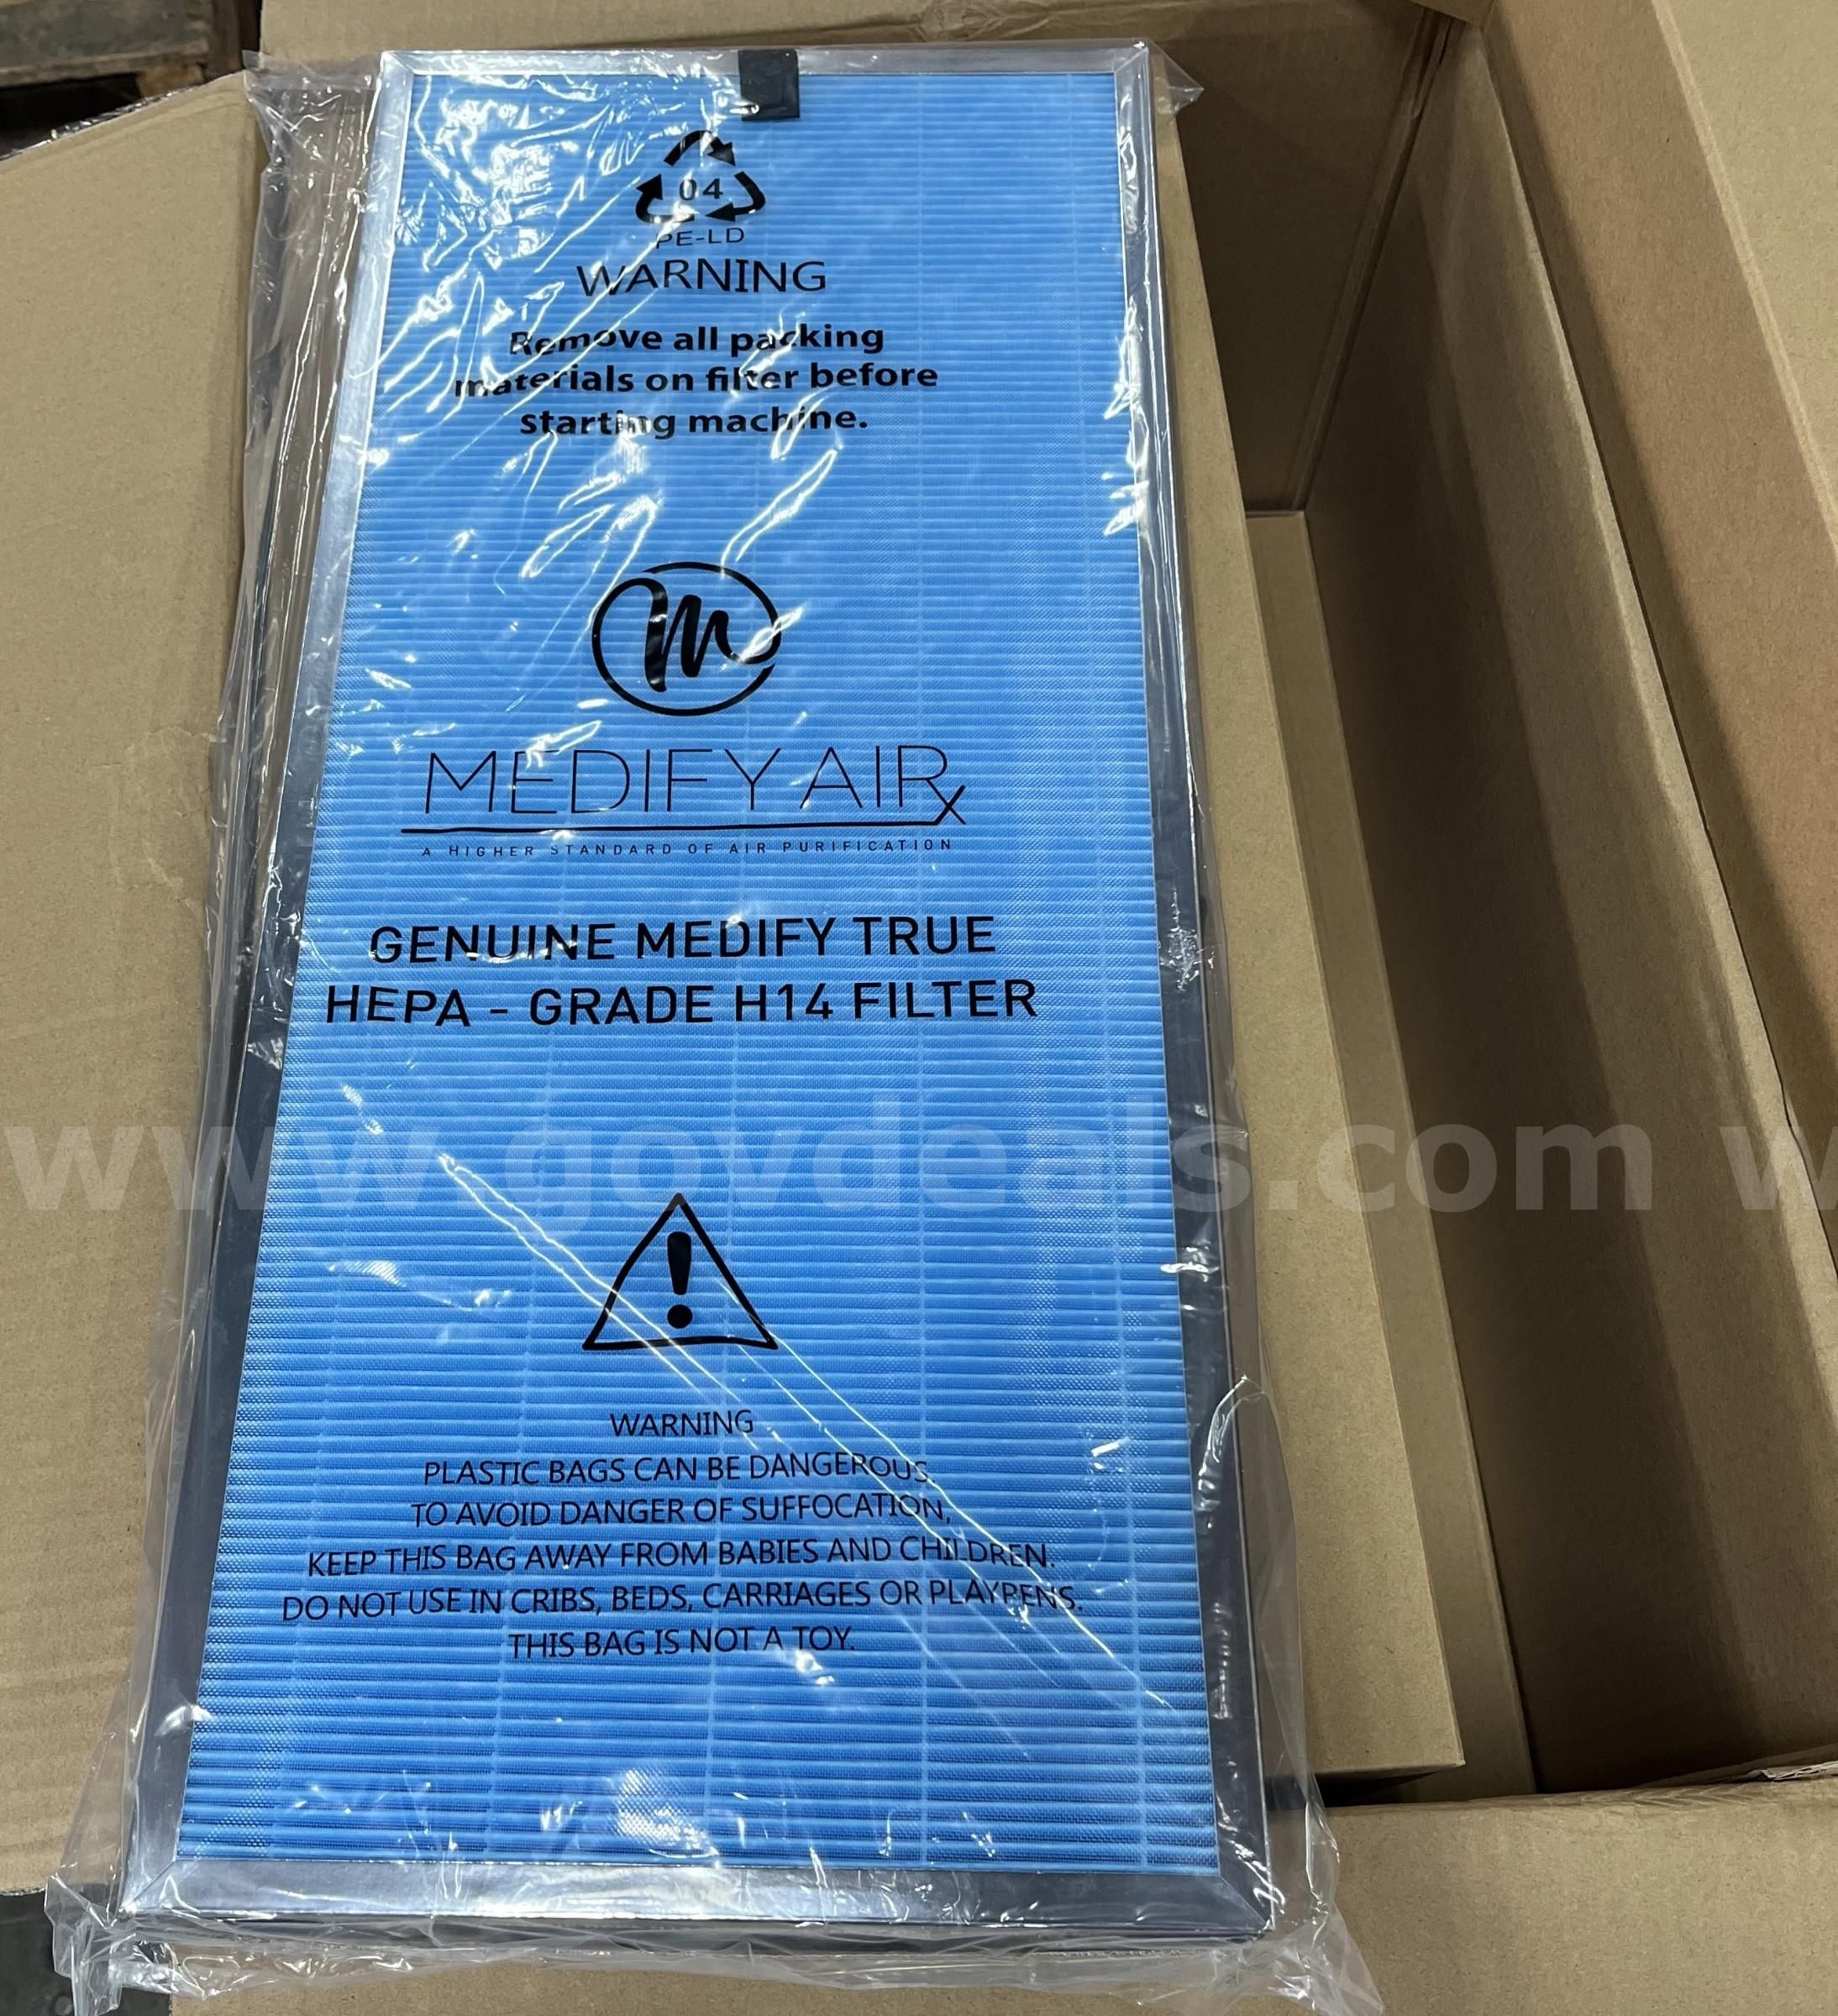 04
PE-LD
WARNING
Remove all packing
materials on filter before
starting machine.
m
MEDIFY AIRx
A HIGHER STANDARD OF AIR PURIFICATION
GENUINE MEDIFY TRUE
HEPA - GRADE H14 FILTER
www.govdeals.com w
!
WARNING
PLASTIC BAGS CAN BE DANGEROUS.
TO AVOID DANGER OF SUFFOCATION,
KEEP THIS BAG AWAY FROM BABIES AND CHILDREN.
DO NOT USE IN CRIBS, BEDS, CARRIAGES OR PLAYPENS.
THIS BAG IS NOT A TOY.